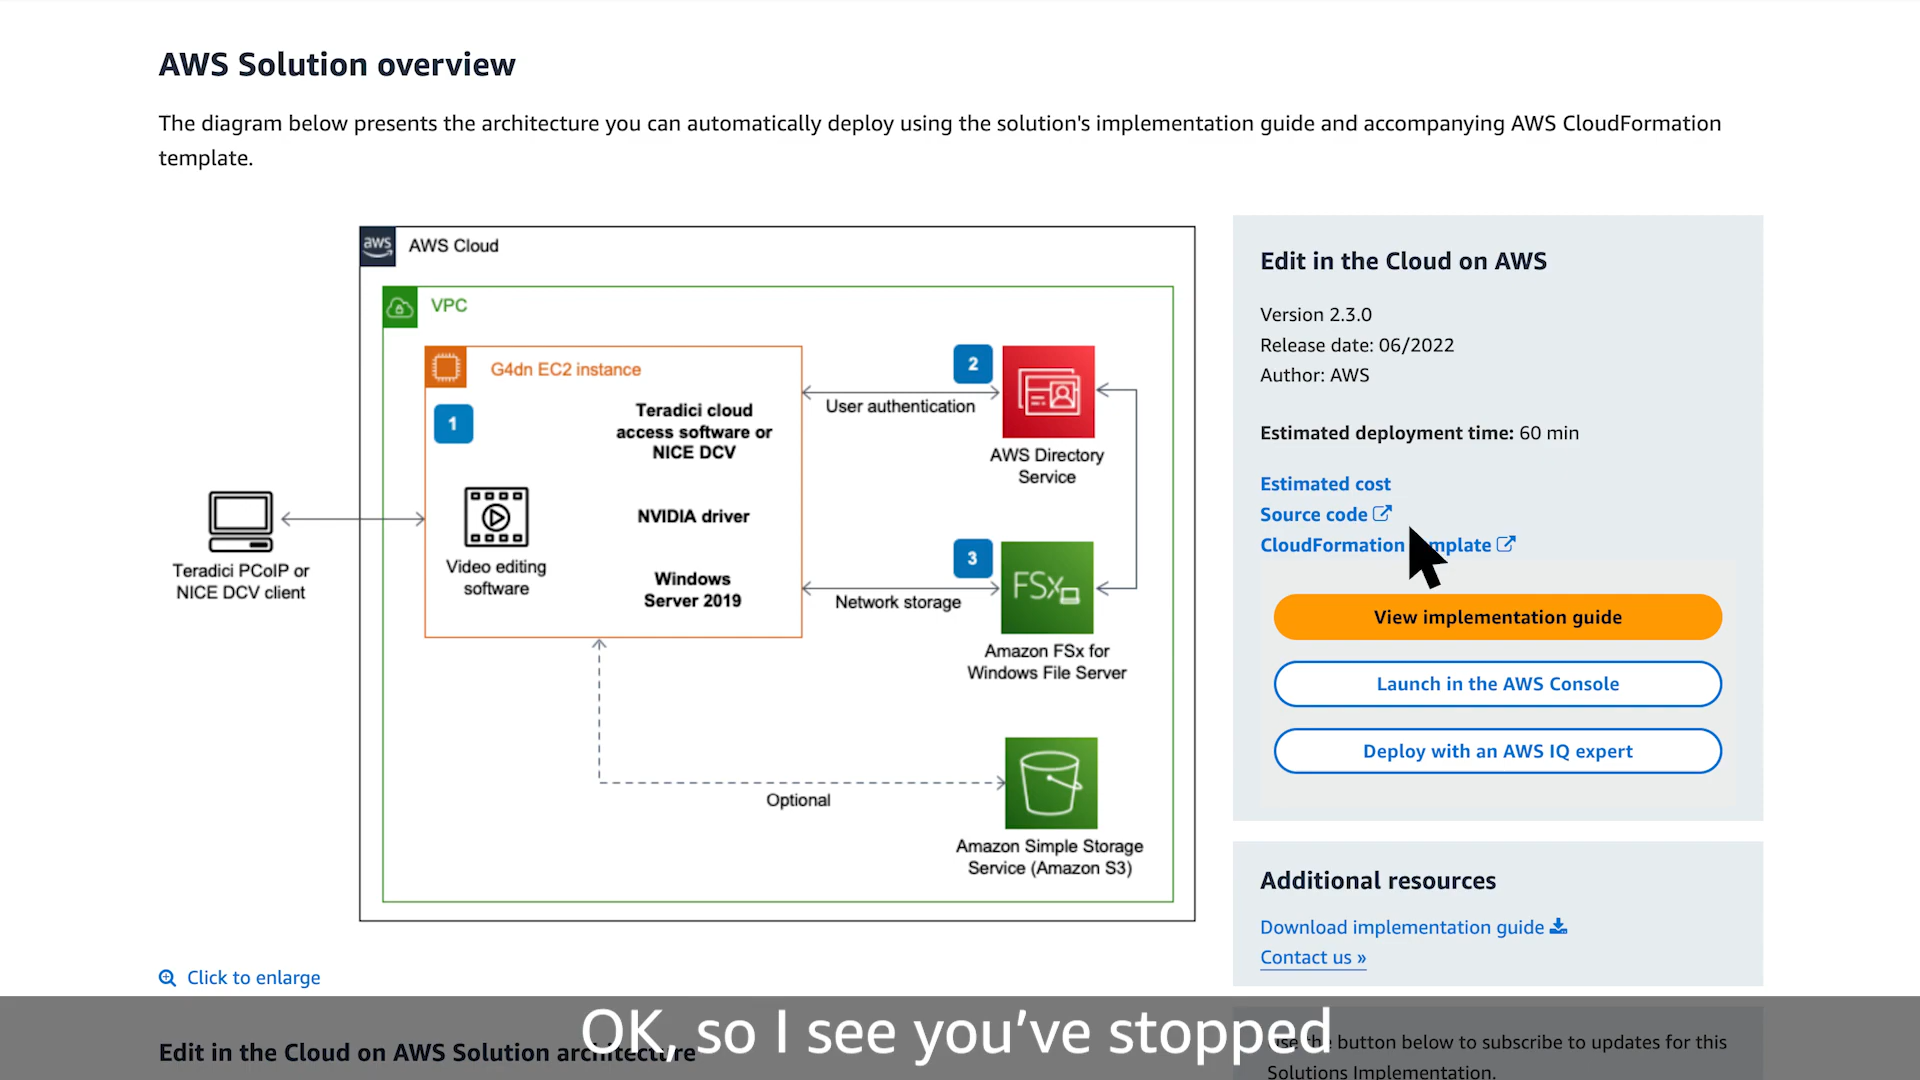 AWS Solution overview
The diagram below presents the architecture you can automatically deploy using the solution's implementation guide and accompanying AWS CloudFormation
template.
aws
AWS Cloud
VPC
G4dn EC2 instance
1
Teradici cloud
access software or
NICE DCV
Video editing
software
NVIDIA driver
Windows
Server 2019
Teradici PCoIP or
NICE DCV client
User authentication
2
AWS Directory
Service
Network storage
3
FSx
Amazon FSx for
Windows File Server
Optional
Amazon Simple Storage
Service (Amazon S3)
Click to enlarge
Edit in the Cloud on AWS
Version 2.3.0
Release date: 06/2022
Author: AWS
Estimated deployment time: 60 min
Estimated cost
Source code
CloudFormation mplate
View implementation guide
Launch in the AWS Console
Deploy with an AWS IQ expert
Additional resources
Download implementation guide
Contact us »
Edit in the Cloud on AWS Solution architecture
the button below to subscribe to updates for this
Solutions Implementation.
OK, so I see you’ve stopped